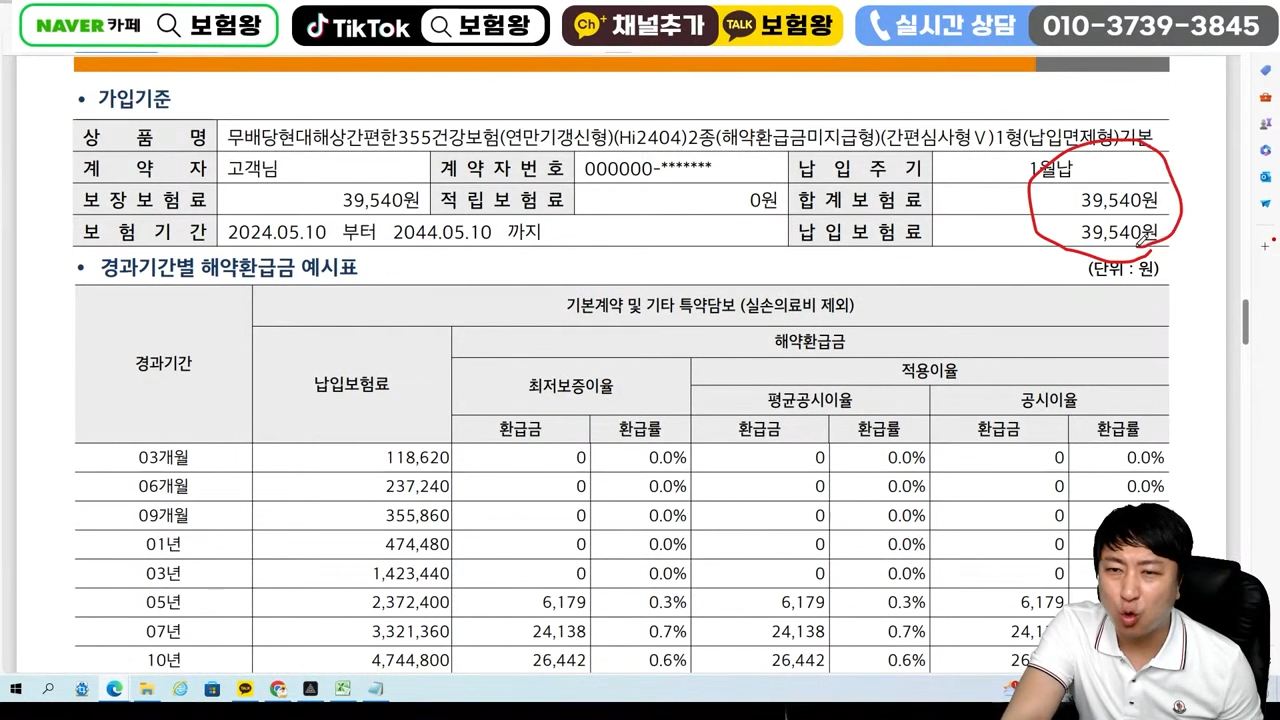 NAVER 카페 보험왕 TikTok 보험왕 Ch+ 채널추가 TALK 보험왕 실시간 상담 010-3739-3845
• 가입기준
상 품 명 무배당현대해상간편한355건강보험(연만기갱신형)(Hi2404)2종(해약환급금미지급형)(간편심사형Ⅴ)1형(납입면제형)기본
계 약 자 고객님 계 약 자 번 호 000000-******* 납 입 주 기 1월납
보 장 보 험 료 39,540원 적 립 보 험 료 0원 합 계 보 험 료 39,540원
보 험 기 간 2024.05.10 부터 2044.05.10 까지 납 입 보 험 료 39,540원
• 경과기간별 해약환급금 예시표 (단위 : 원)
기본계약 및 기타 특약담보 (실손의료비 제외)
해약환급금
경과기간 납입보험료 최저보증이율 적용이율
평균공시이율 공시이율
환급금 환급률 환급금 환급률 환급금 환급률
03개월 118,620 0 0.0% 0 0.0% 0 0.0%
06개월 237,240 0 0.0% 0 0.0% 0 0.0%
09개월 355,860 0 0.0% 0 0.0% 0
01년 474,480 0 0.0% 0 0.0% 0
03년 1,423,440 0 0.0% 0 0.0% 0
05년 2,372,400 6,179 0.3% 6,179 0.3% 6,179
07년 3,321,360 24,138 0.7% 24,138 0.7% 24,1
10년 4,744,800 26,442 0.6% 26,442 0.6% 26